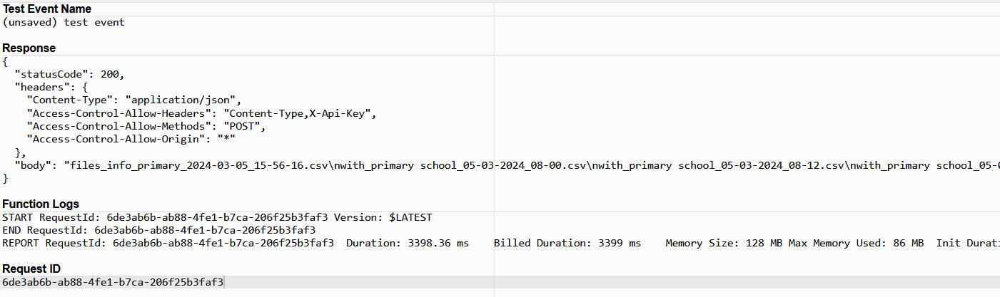 Test Event Name
(unsaved) test event
Response
{
  "statusCode": 200,
  "headers": {
    "Content-Type": "application/json",
    "Access-Control-Allow-Headers": "Content-Type,X-Api-Key",
    "Access-Control-Allow-Methods": "POST",
    "Access-Control-Allow-Origin": "*"
  },
  "body": "files_info_primary_2024-03-05_15-56-16.csv\nwith_primary school_05-03-2024_08-00.csv\nwith_primary school_05-03-2024_08-12.csv\nwith_primary school_05-
}
Function Logs
START RequestId: 6de3ab6b-ab88-4fe1-b7ca-206f25b3faf3 Version: $LATEST
END RequestId: 6de3ab6b-ab88-4fe1-b7ca-206f25b3faf3
REPORT RequestId: 6de3ab6b-ab88-4fe1-b7ca-206f25b3faf3  Duration: 3398.36 ms    Billed Duration: 3399 ms    Memory Size: 128 MB Max Memory Used: 86 MB  Init
Request ID
6de3ab6b-ab88-4fe1-b7ca-206f25b3faf3